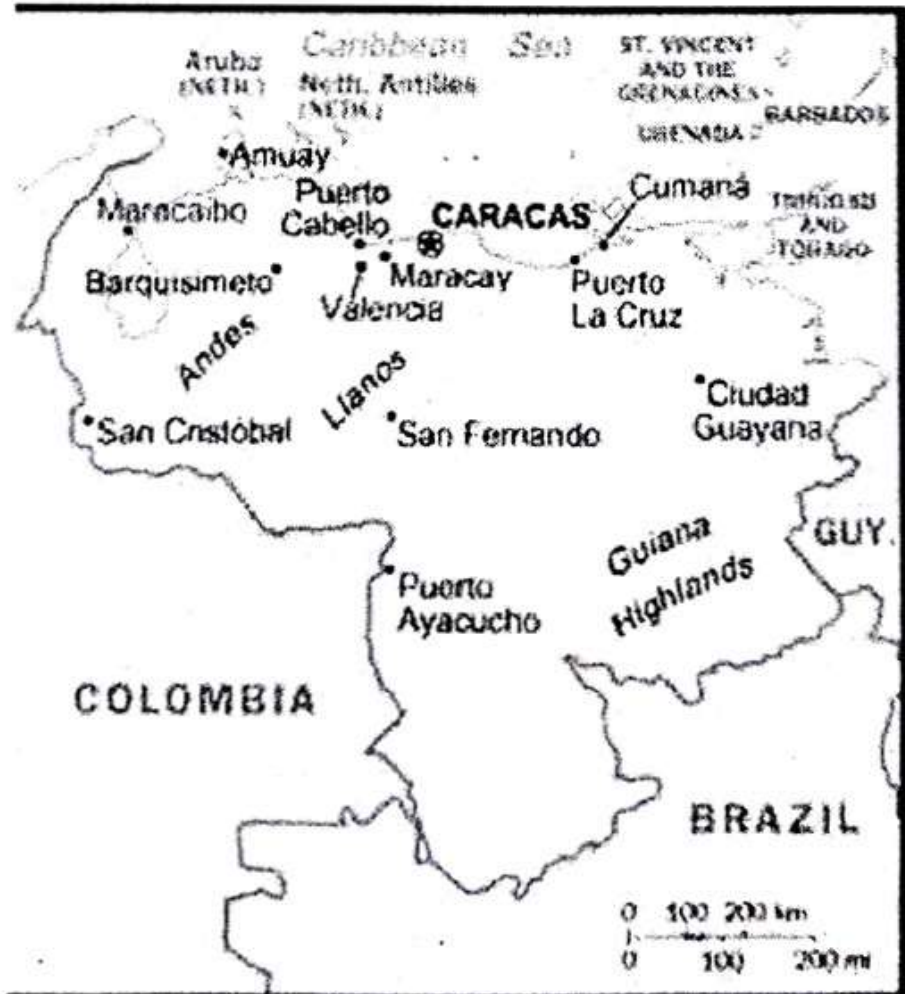 Caribbean Sea
Aruba
(NETH.)
Neth. Antilles
(NETH.)
ST. VINCENT
AND THE
GRENADINES
BARBADOS
GRENADA
Amuay
Puerto
Cabello
CARACAS
Cumaná
TRINIDAD
AND
TOBAGO
Maracaibo
Barquisimeto
Maracay
Valencia
Puerto
La Cruz
Andes
Llanos
Ciudad
Guayana
San Cristóbal
San Fernando
GUY.
Guiana
Highlands
Puerto
Ayacucho
COLOMBIA
BRAZIL
0 100 200 km
0 100 200 mi